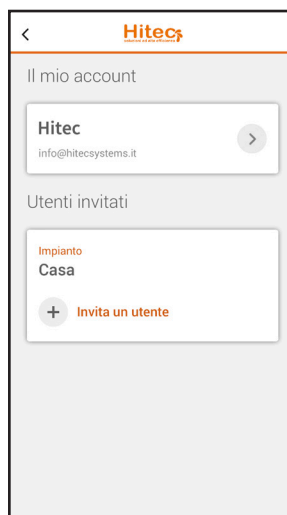 Hitec
Il mio account
Hitec
info@hitecsystems.it
Utenti invitati
Impianto
Casa
Invita un utente